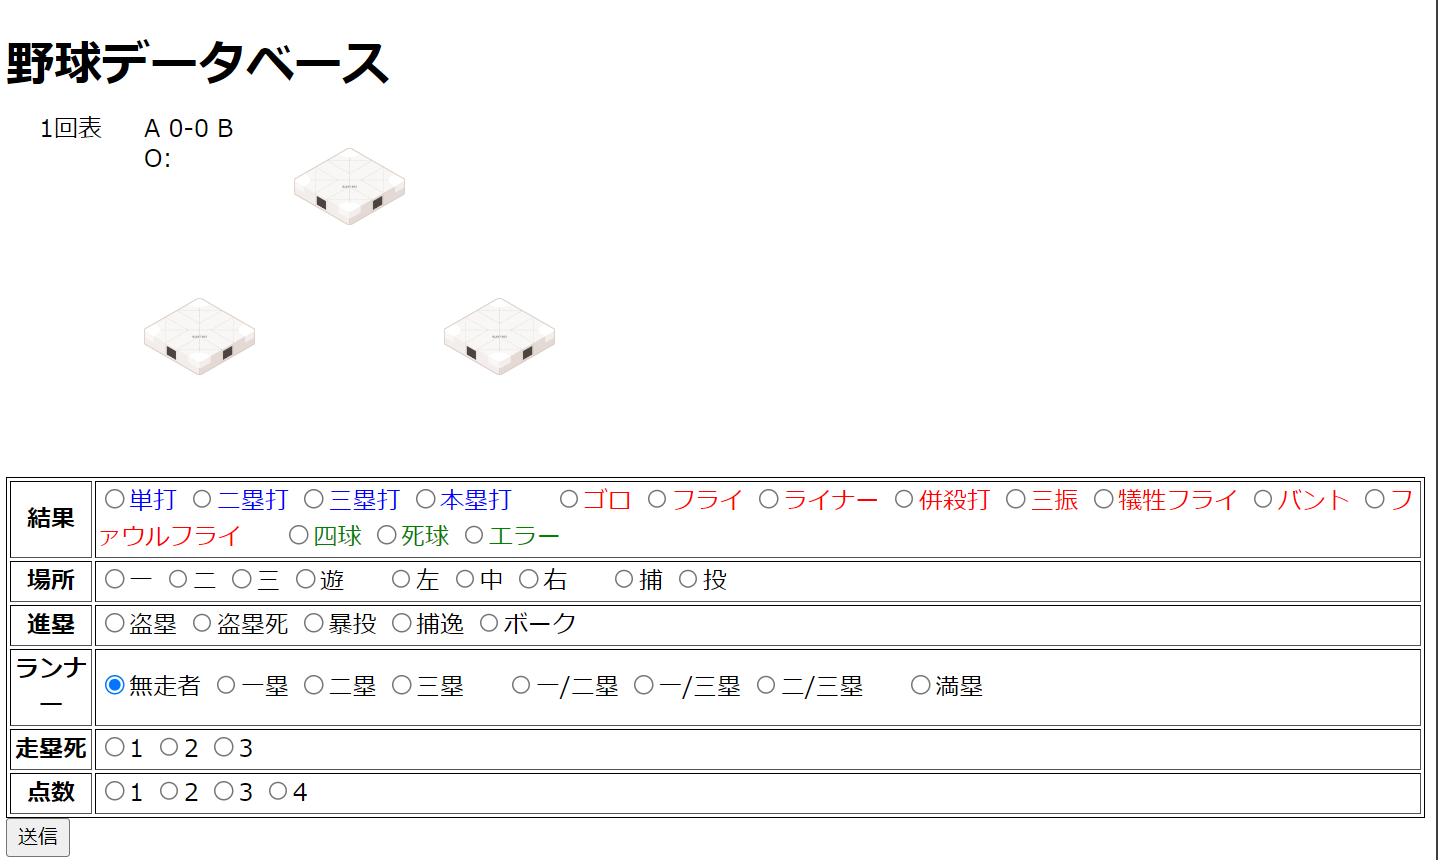 野球データベース
1回表 A 0-0 B
O:
結果 単打 二塁打 三塁打 本塁打 ゴロ フライ ライナー 併殺打 三振 犠牲フライ バント フ
ァウルフライ 四球 死球 エラー
場所 一 二 三 遊 左 中 右 捕 投
進塁 盗塁 盗塁死 暴投 捕逸 ボーク
ランナ
ー 無走者 一塁 二塁 三塁 一/二塁 一/三塁 二/三塁 満塁
走塁死 1 2 3
点数 1 2 3 4
送信